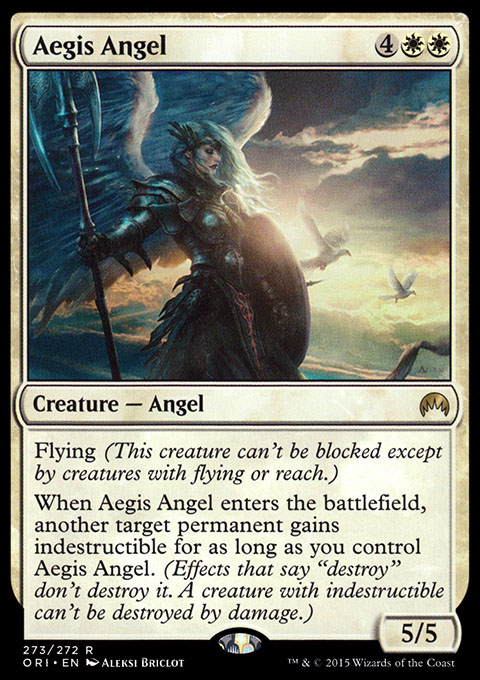 Aegis Angel 4
Creature — Angel
Flying (This creature can't be blocked except
by creatures with flying or reach.)
When Aegis Angel enters the battlefield,
another target permanent gains
indestructible for as long as you control
Aegis Angel. (Effects that say “destroy”
don't destroy it. A creature with indestructible
can't be destroyed by damage.)
5/5
273/272 R
ORI • EN Aleksi Briclot
™ & © 2015 Wizards of the Coast